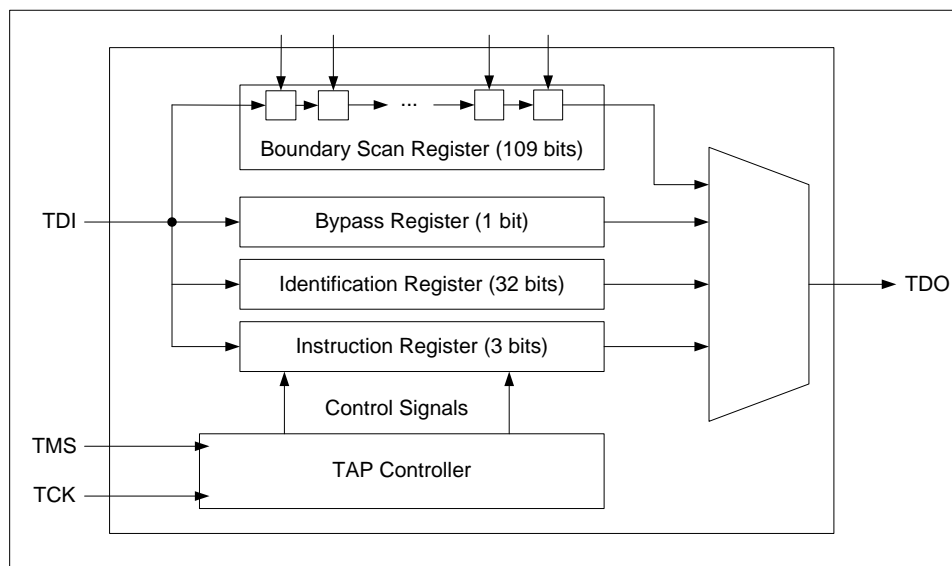 ...
Boundary Scan Register (109 bits)
TDI
Bypass Register (1 bit)
Identification Register (32 bits)
TDO
Instruction Register (3 bits)
Control Signals
TMS
TAP Controller
TCK